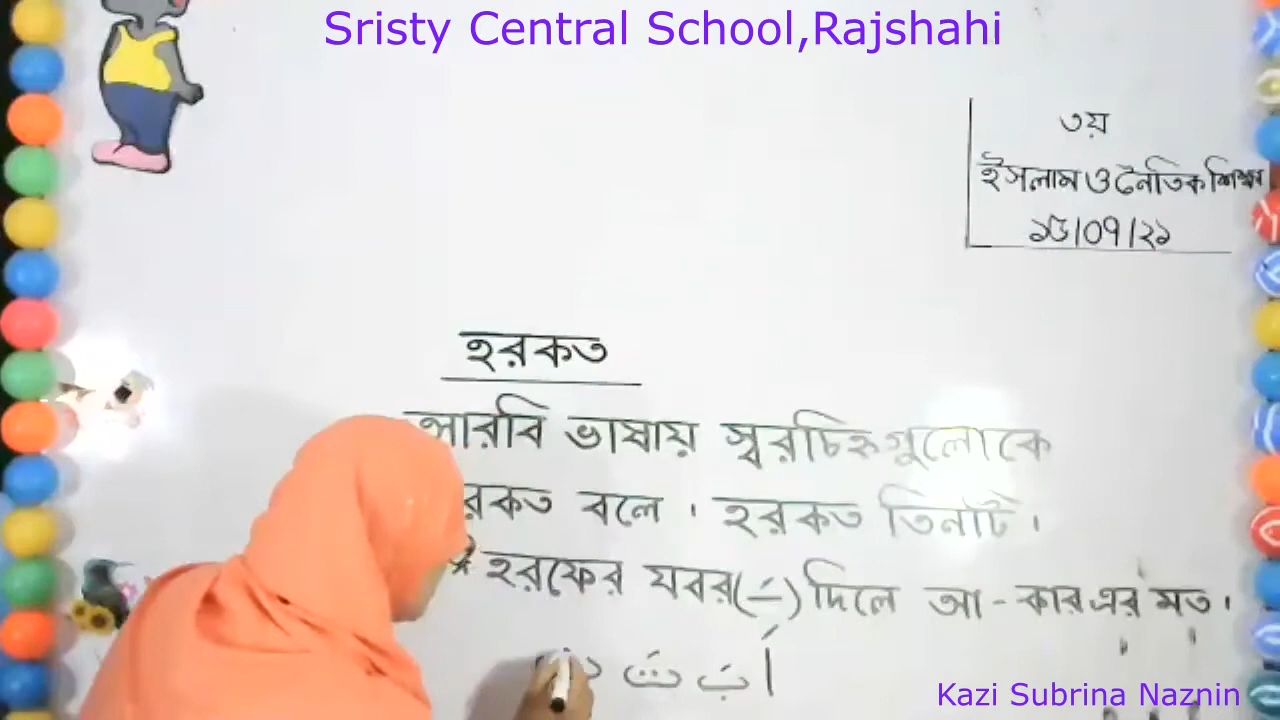 Sristy Central School,Rajshahi
৩য়
ইসলাম ও নৈতিক শিক্ষা
১৫/০৭/২১
হরকত
আরবি ভাষায় স্বরচিহ্নগুলোকে
রকত বলে । হরকত তিনটি ।
* হরফের যবর(ـَ) দিলে আ - কার এর মত ।
اَ بَ تَ
Kazi Subrina Naznin